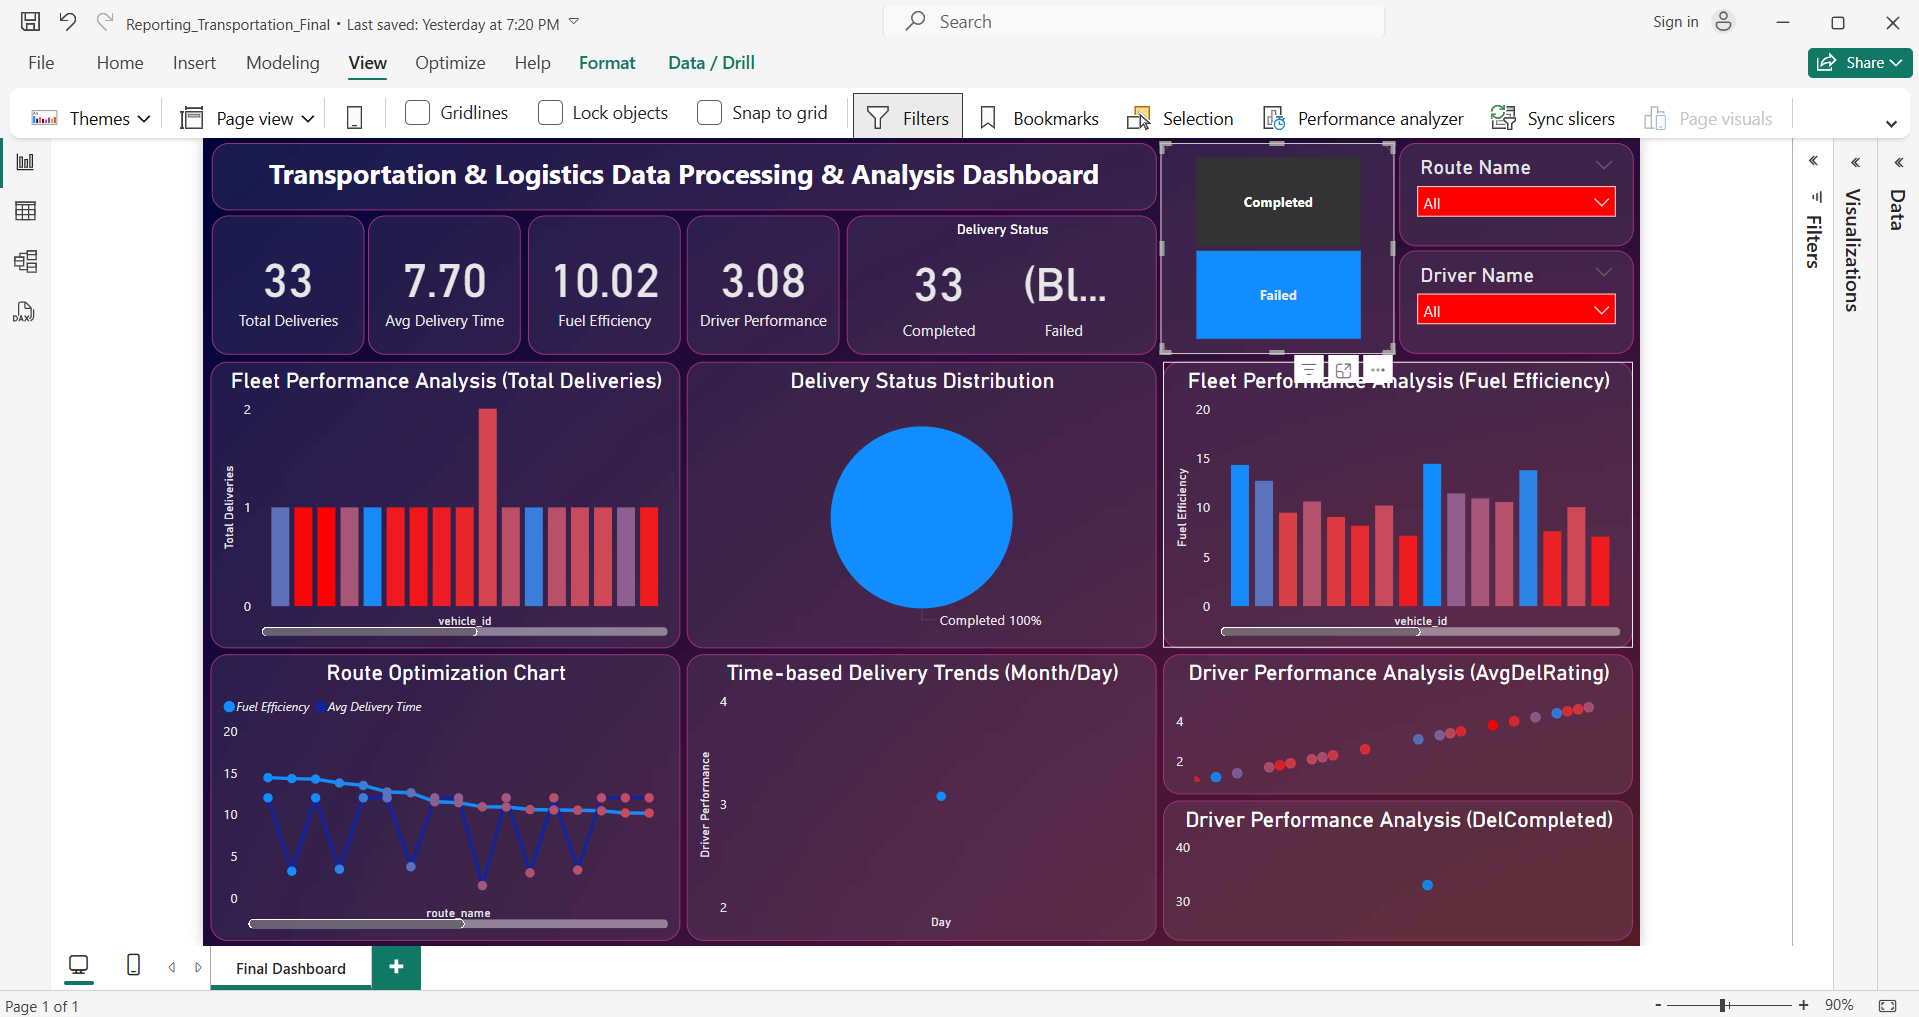 Reporting_Transportation_Final • Last saved: Yesterday at 7:20 PM
Search
Sign in
File Home Insert Modeling View Optimize Help Format Data / Drill
Share
Themes Page view Gridlines Lock objects Snap to grid Filters Bookmarks Selection Performance analyzer Sync slicers Page visuals
Transportation & Logistics Data Processing & Analysis Dashboard
33
Total Deliveries
7.70
Avg Delivery Time
10.02
Fuel Efficiency
3.08
Driver Performance
Delivery Status
33 (Bl...
Completed Failed
Completed
Failed
Route Name
All
Driver Name
All
Filters
Visualizations
Data
DAX
Fleet Performance Analysis (Total Deliveries)
Total Deliveries
2
1
0
vehicle_id
Delivery Status Distribution
Completed 100%
Fleet Performance Analysis (Fuel Efficiency)
Fuel Efficiency
20
15
10
5
0
vehicle_id
Route Optimization Chart
Fuel Efficiency Avg Delivery Time
20
15
10
5
0
route_name
Time-based Delivery Trends (Month/Day)
Driver Performance
4
3
2
Day
Driver Performance Analysis (AvgDelRating)
4
2
Driver Performance Analysis (DelCompleted)
40
30
Final Dashboard
+
Page 1 of 1
- + 90%